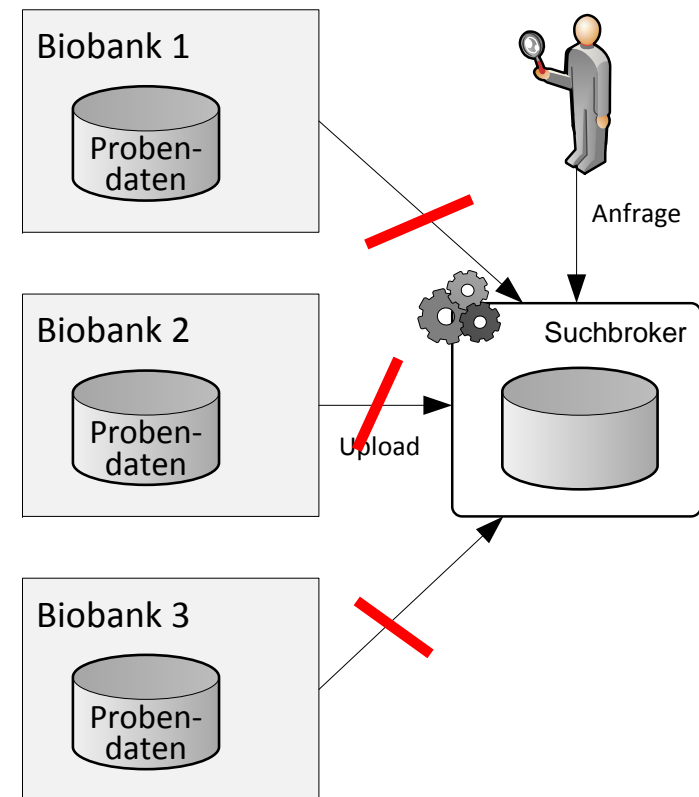 Biobank 1
Proben-
daten
Anfrage
Biobank 2
Proben-
daten
Upload
Suchbroker
Biobank 3
Proben-
daten